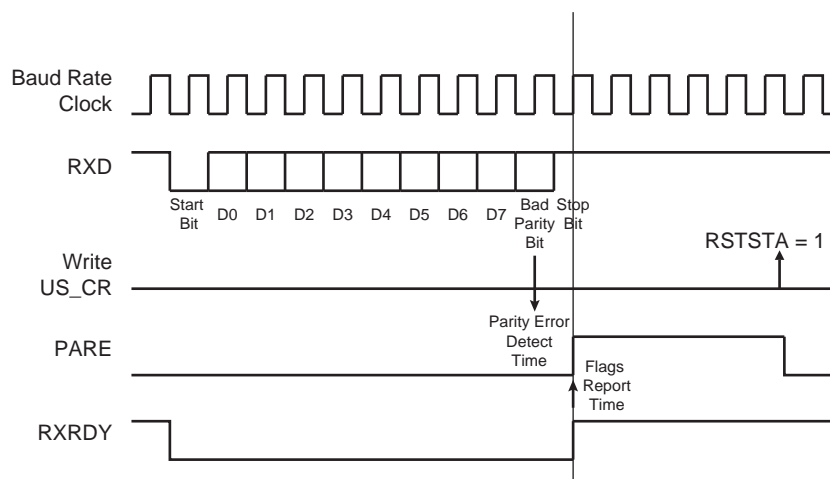 Baud Rate
Clock
RXD
Start
Bit
D0
D1
D2
D3
D4
D5
D6
D7
Bad
Parity
Bit
Stop
Bit
RSTSTA = 1
Write
US_CR
Parity Error
Detect
Time
PARE
Flags
Report
Time
RXRDY